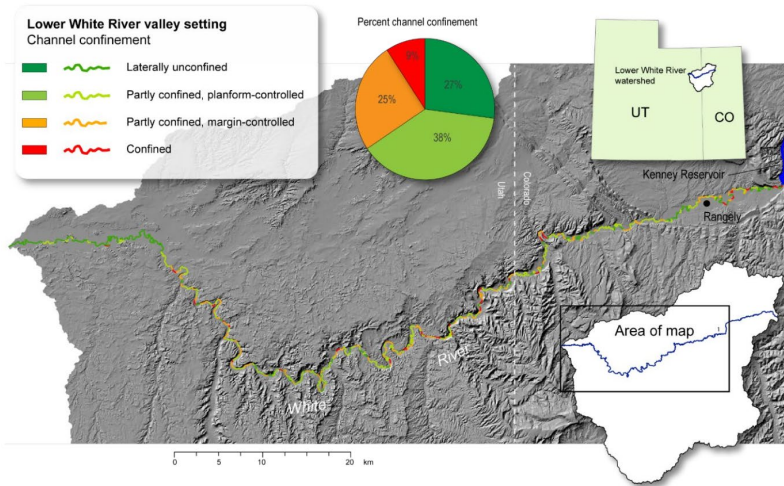 Lower White River valley setting
Channel confinement
Laterally unconfined
Partly confined, planform-controlled
Partly confined, margin-controlled
Confined
Percent channel confinement
27%
25%
38%
Lower White River
watershed
UT
CO
Kenney Reservoir
Rangely
Utah
Colorado
River
White
Area of map
0 5 10 20
km